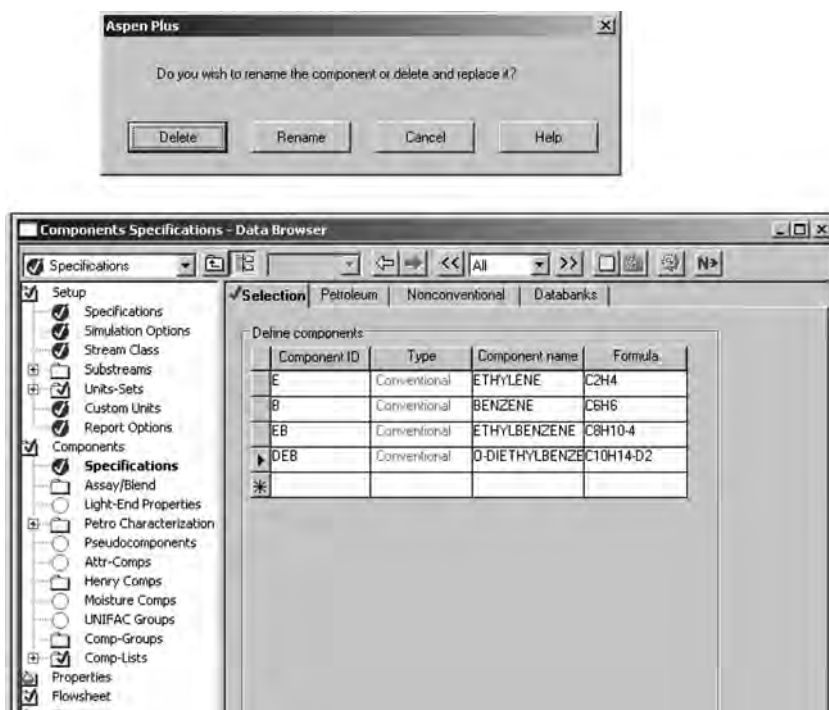 Aspen Plus
Do you wish to rename the component or delete and replace it?
Delete Rename Cancel Help
Components Specifications - Data Browser
Specifications All N>
Setup
Specifications
Simulation Options
Stream Class
Substreams
Units-Sets
Custom Units
Report Options
Components
Specifications
Assay/Blend
Light-End Properties
Petro Characterization
Pseudocomponents
Attr-Comps
Henry Comps
Moisture Comps
UNIFAC Groups
Comp-Groups
Comp-Lists
Properties
Flowsheet
Selection Petroleum Nonconventional Databanks
Define components
Component ID Type Component name Formula
E Conventional ETHYLENE C2H4
B Conventional BENZENE C6H6
EB Conventional ETHYLBENZENE C8H10-4
DEB Conventional O-DIETHYLBENZE C10H14-D2